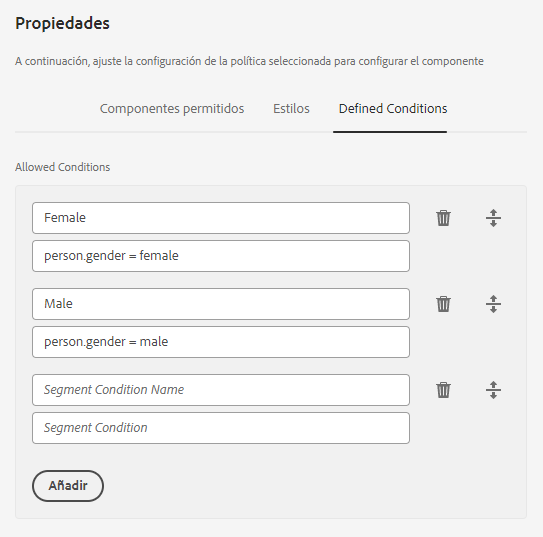 Propiedades
A continuación, ajuste la configuración de la política seleccionada para configurar el componente
Componentes permitidos Estilos Defined Conditions
Allowed Conditions
Female
person.gender = female
Male
person.gender = male
Segment Condition Name
Segment Condition
Añadir